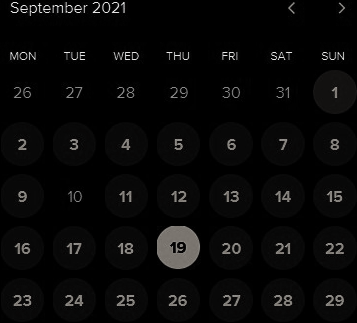 September 2021
MON TUE WED THU FRI SAT SUN
26 27 28 29 30 31 1
2 3 4 5 6 7 8
9 10 11 12 13 14 15
16 17 18 19 20 21 22
23 24 25 26 27 28 29